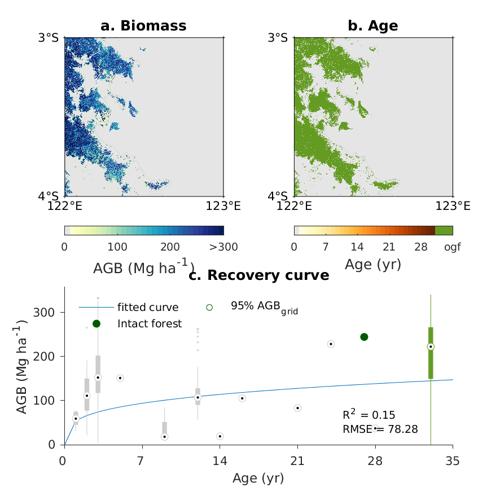 a. Biomass
b. Age
3°S
3°S
4°S
4°S
122°E
123°E
122°E
123°E
0 100 200 >300
0 7 14 21 28 ogf
AGB (Mg ha-1)
Age (yr)
c. Recovery curve
300
200
100
0
AGB (Mg ha-1)
fitted curve
95% AGBgrid
Intact forest
R2 = 0.15
RMSE = 78.28
0 7 14 21 28 35
Age (yr)